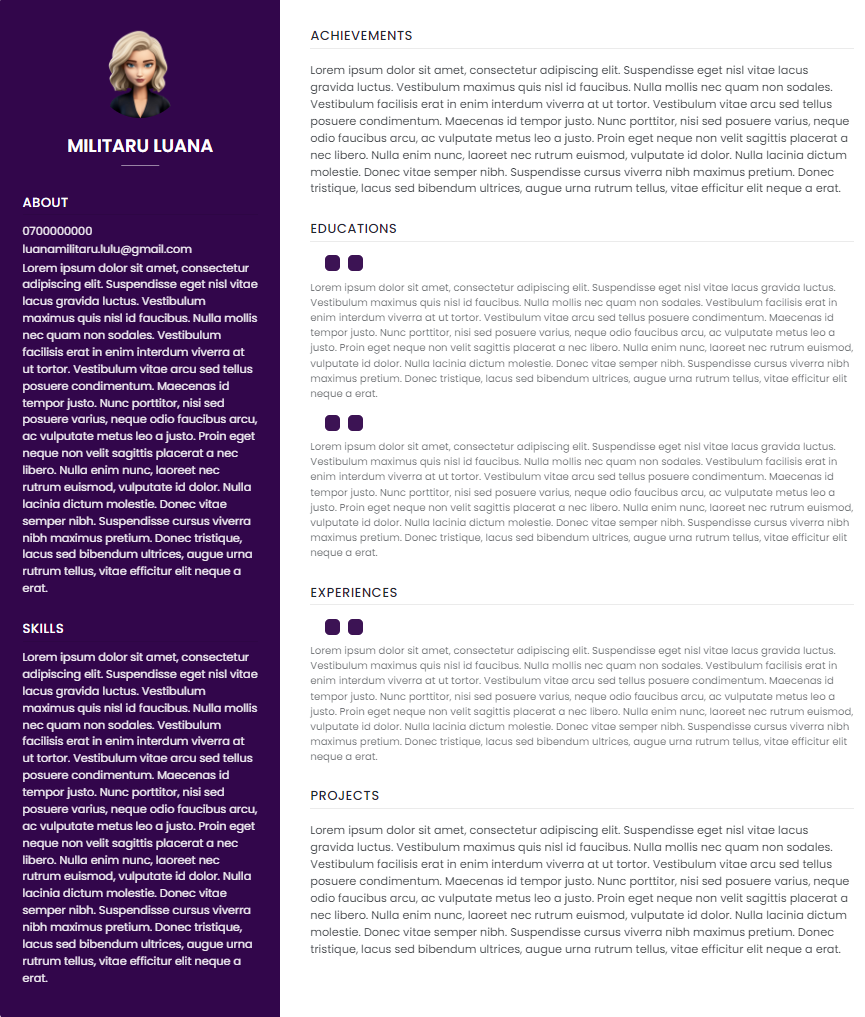 MILITARU LUANA
ABOUT
0700000000
luanamilitaru.lulu@gmail.com
Lorem ipsum dolor sit amet, consectetur
adipiscing elit. Suspendisse eget nisl vitae
lacus gravida luctus. Vestibulum
maximus quis nisl id faucibus. Nulla mollis
nec quam non sodales. Vestibulum
facilisis erat in enim interdum viverra at
ut tortor. Vestibulum vitae arcu sed tellus
posuere condimentum. Maecenas id
tempor justo. Nunc porttitor, nisi sed
posuere varius, neque odio faucibus arcu,
ac vulputate metus leo a justo. Proin eget
neque non velit sagittis placerat a nec
libero. Nulla enim nunc, laoreet nec
rutrum euismod, vulputate id dolor. Nulla
lacinia dictum molestie. Donec vitae
semper nibh. Suspendisse cursus viverra
nibh maximus pretium. Donec tristique,
lacus sed bibendum ultrices, augue urna
rutrum tellus, vitae efficitur elit neque a
erat.
SKILLS
Lorem ipsum dolor sit amet, consectetur
adipiscing elit. Suspendisse eget nisl vitae
lacus gravida luctus. Vestibulum
maximus quis nisl id faucibus. Nulla mollis
nec quam non sodales. Vestibulum
facilisis erat in enim interdum viverra at
ut tortor. Vestibulum vitae arcu sed tellus
posuere condimentum. Maecenas id
tempor justo. Nunc porttitor, nisi sed
posuere varius, neque odio faucibus arcu,
ac vulputate metus leo a justo. Proin eget
neque non velit sagittis placerat a nec
libero. Nulla enim nunc, laoreet nec
rutrum euismod, vulputate id dolor. Nulla
lacinia dictum molestie. Donec vitae
semper nibh. Suspendisse cursus viverra
nibh maximus pretium. Donec tristique,
lacus sed bibendum ultrices, augue urna
rutrum tellus, vitae efficitur elit neque a
erat.
ACHIEVEMENTS
Lorem ipsum dolor sit amet, consectetur adipiscing elit. Suspendisse eget nisl vitae lacus
gravida luctus. Vestibulum maximus quis nisl id faucibus. Nulla mollis nec quam non sodales.
Vestibulum facilisis erat in enim interdum viverra at ut tortor. Vestibulum vitae arcu sed tellus
posuere condimentum. Maecenas id tempor justo. Nunc porttitor, nisi sed posuere varius, neque
odio faucibus arcu, ac vulputate metus leo a justo. Proin eget neque non velit sagittis placerat a
nec libero. Nulla enim nunc, laoreet nec rutrum euismod, vulputate id dolor. Nulla lacinia dictum
molestie. Donec vitae semper nibh. Suspendisse cursus viverra nibh maximus pretium. Donec
tristique, lacus sed bibendum ultrices, augue urna rutrum tellus, vitae efficitur elit neque a erat.
EDUCATIONS
Lorem ipsum dolor sit amet, consectetur adipiscing elit. Suspendisse eget nisl vitae lacus gravida luctus.
Vestibulum maximus quis nisl id faucibus. Nulla mollis nec quam non sodales. Vestibulum facilisis erat in
enim interdum viverra at ut tortor. Vestibulum vitae arcu sed tellus posuere condimentum. Maecenas id
tempor justo. Nunc porttitor, nisi sed posuere varius, neque odio faucibus arcu, ac vulputate metus leo a
justo. Proin eget neque non velit sagittis placerat a nec libero. Nulla enim nunc, laoreet nec rutrum euismod,
vulputate id dolor. Nulla lacinia dictum molestie. Donec vitae semper nibh. Suspendisse cursus viverra nibh
maximus pretium. Donec tristique, lacus sed bibendum ultrices, augue urna rutrum tellus, vitae efficitur elit
neque a erat.
Lorem ipsum dolor sit amet, consectetur adipiscing elit. Suspendisse eget nisl vitae lacus gravida luctus.
Vestibulum maximus quis nisl id faucibus. Nulla mollis nec quam non sodales. Vestibulum facilisis erat in
enim interdum viverra at ut tortor. Vestibulum vitae arcu sed tellus posuere condimentum. Maecenas id
tempor justo. Nunc porttitor, nisi sed posuere varius, neque odio faucibus arcu, ac vulputate metus leo a
justo. Proin eget neque non velit sagittis placerat a nec libero. Nulla enim nunc, laoreet nec rutrum euismod,
vulputate id dolor. Nulla lacinia dictum molestie. Donec vitae semper nibh. Suspendisse cursus viverra nibh
maximus pretium. Donec tristique, lacus sed bibendum ultrices, augue urna rutrum tellus, vitae efficitur elit
neque a erat.
EXPERIENCES
Lorem ipsum dolor sit amet, consectetur adipiscing elit. Suspendisse eget nisl vitae lacus gravida luctus.
Vestibulum maximus quis nisl id faucibus. Nulla mollis nec quam non sodales. Vestibulum facilisis erat in
enim interdum viverra at ut tortor. Vestibulum vitae arcu sed tellus posuere condimentum. Maecenas id
tempor justo. Nunc porttitor, nisi sed posuere varius, neque odio faucibus arcu, ac vulputate metus leo a
justo. Proin eget neque non velit sagittis placerat a nec libero. Nulla enim nunc, laoreet nec rutrum euismod,
vulputate id dolor. Nulla lacinia dictum molestie. Donec vitae semper nibh. Suspendisse cursus viverra nibh
maximus pretium. Donec tristique, lacus sed bibendum ultrices, augue urna rutrum tellus, vitae efficitur elit
neque a erat.
PROJECTS
Lorem ipsum dolor sit amet, consectetur adipiscing elit. Suspendisse eget nisl vitae lacus
gravida luctus. Vestibulum maximus quis nisl id faucibus. Nulla mollis nec quam non sodales.
Vestibulum facilisis erat in enim interdum viverra at ut tortor. Vestibulum vitae arcu sed tellus
posuere condimentum. Maecenas id tempor justo. Nunc porttitor, nisi sed posuere varius, neque
odio faucibus arcu, ac vulputate metus leo a justo. Proin eget neque non velit sagittis placerat a
nec libero. Nulla enim nunc, laoreet nec rutrum euismod, vulputate id dolor. Nulla lacinia dictum
molestie. Donec vitae semper nibh. Suspendisse cursus viverra nibh maximus pretium. Donec
tristique, lacus sed bibendum ultrices, augue urna rutrum tellus, vitae efficitur elit neque a erat.